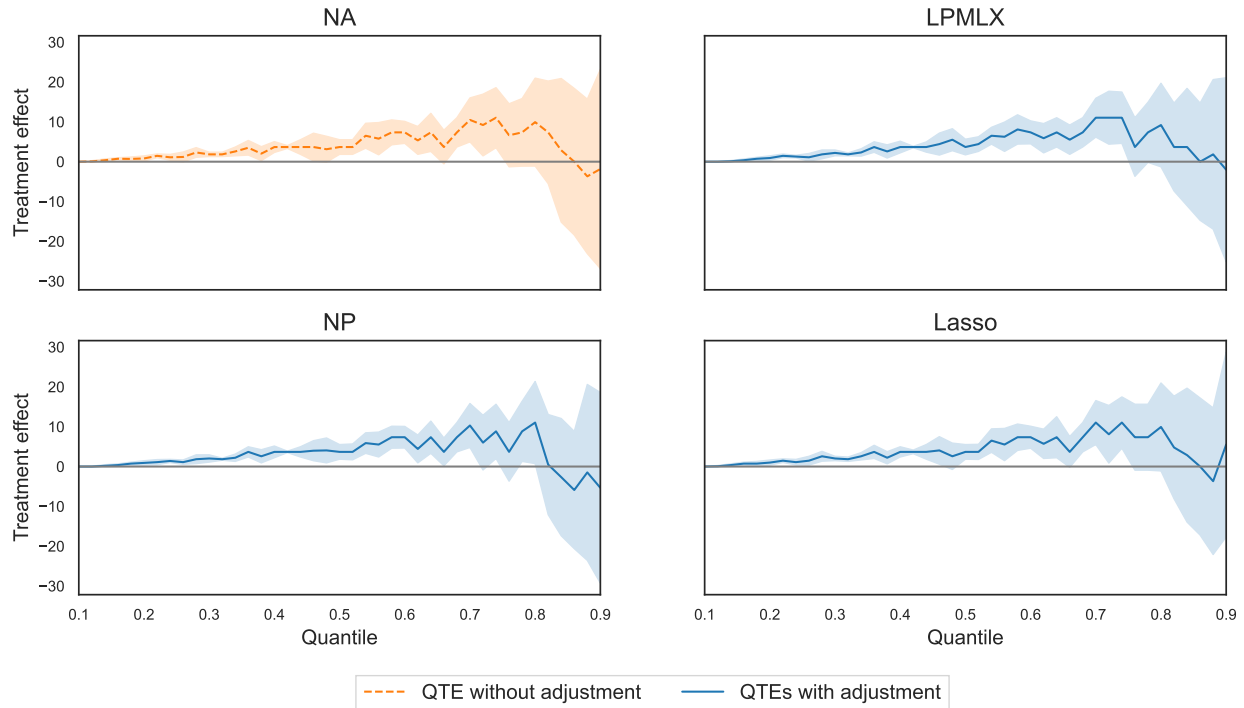 NA
LPMLX
30
20
10
0
−10
−20
−30
Treatment effect
NP
Lasso
30
20
10
0
−10
−20
−30
Treatment effect
0.1 0.2 0.3 0.4 0.5 0.6 0.7 0.8 0.9
0.1 0.2 0.3 0.4 0.5 0.6 0.7 0.8 0.9
Quantile
Quantile
QTE without adjustment
QTEs with adjustment